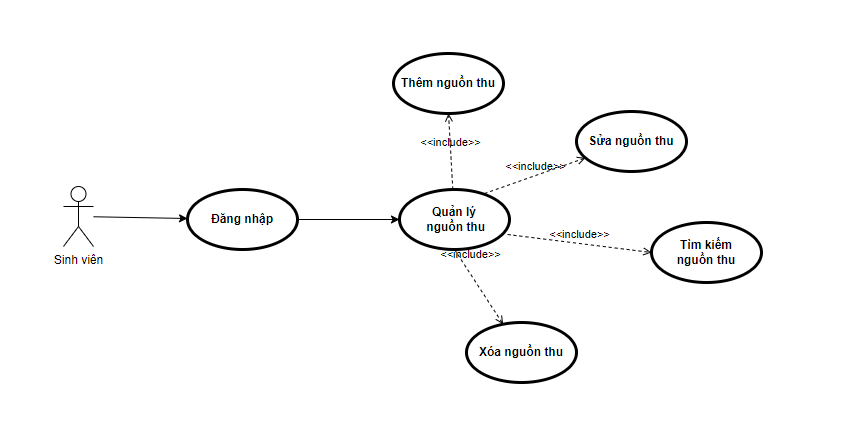 Thêm nguồn thu
<<include>>
Sửa nguồn thu
<<include>>
Đăng nhập
Quản lý
nguồn thu
<<include>>
Tìm kiếm
nguồn thu
<<include>>
Sinh viên
Xóa nguồn thu